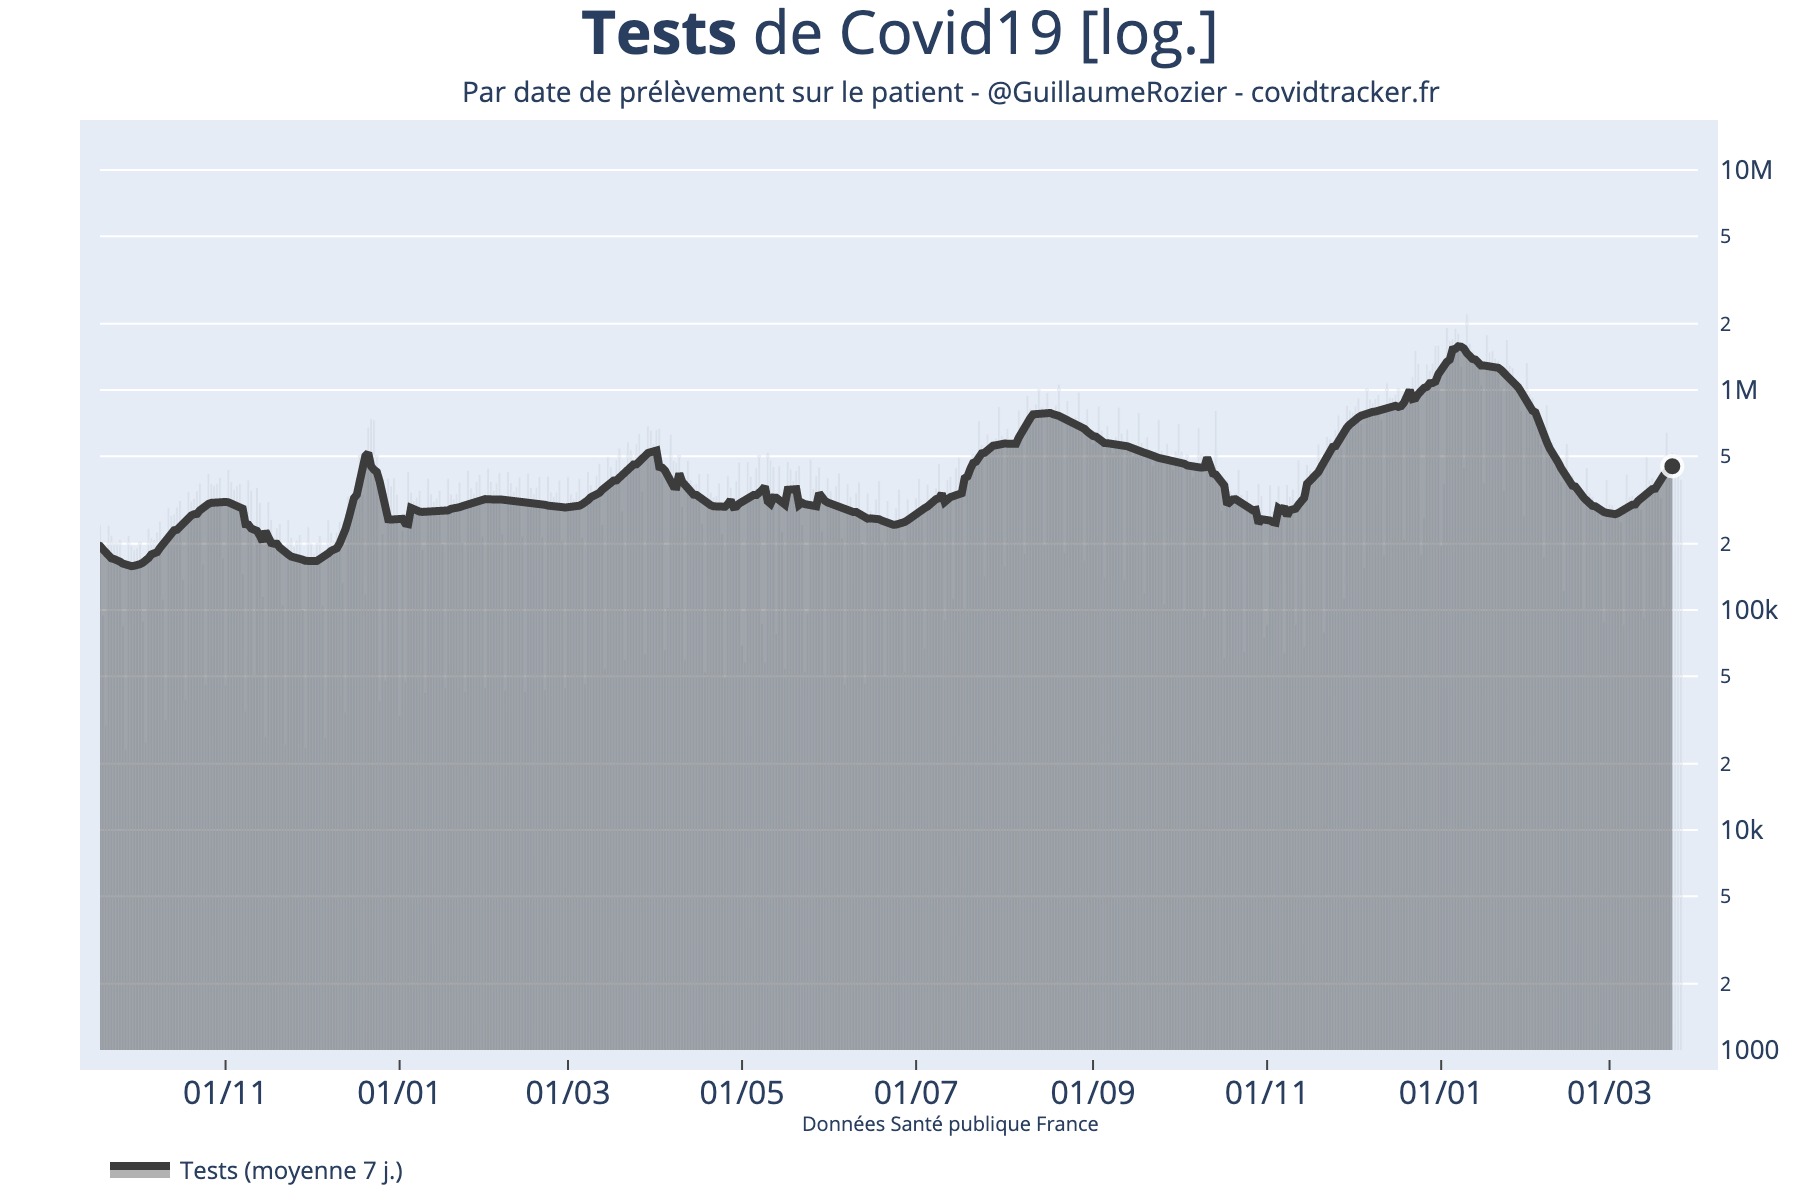 Tests de Covid19 [log.]
Par date de prélèvement sur le patient - @GuillaumeRozier - covidtracker.fr
10M
5
2
1M
5
2
100k
5
2
10k
5
2
1000
01/11 01/01 01/03 01/05 01/07 01/09 01/11 01/01 01/03
Données Santé publique France
Tests (moyenne 7 j.)